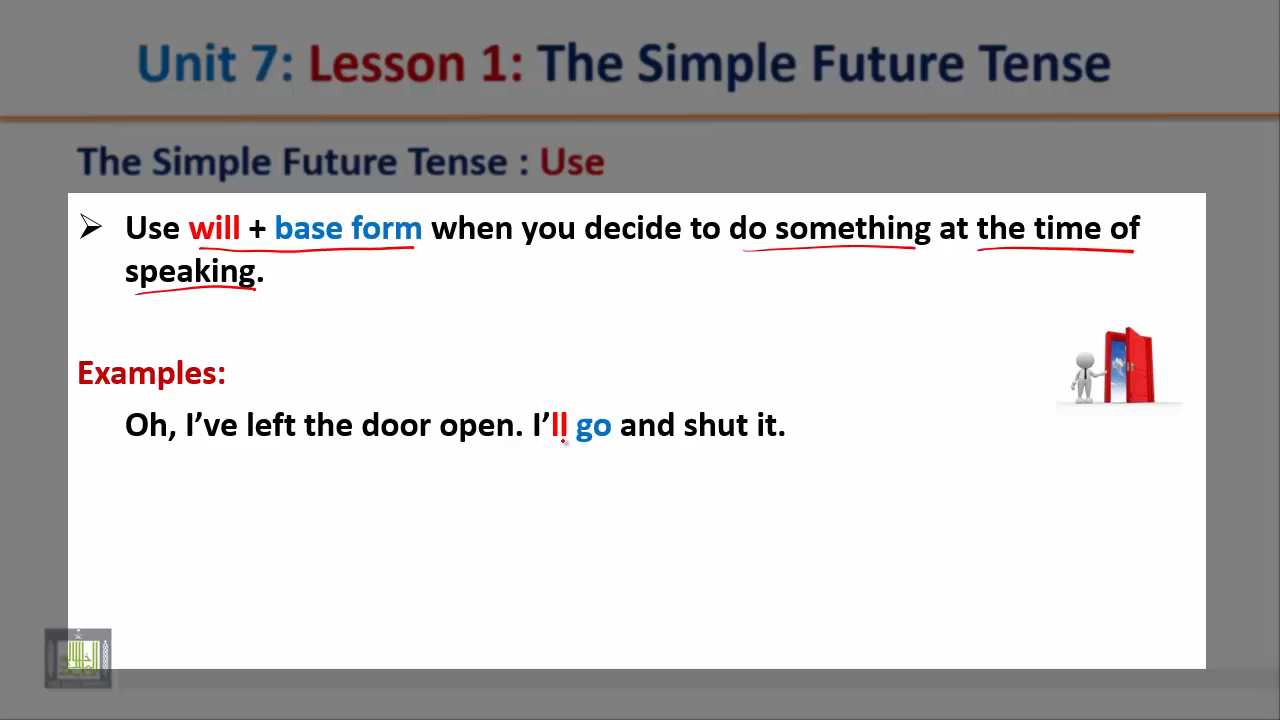 Unit 7: Lesson 1: The Simple Future Tense
The Simple Future Tense : Use
➢ Use will + base form when you decide to do something at the time of
speaking.
Examples:
Oh, I’ve left the door open. I’ll go and shut it.